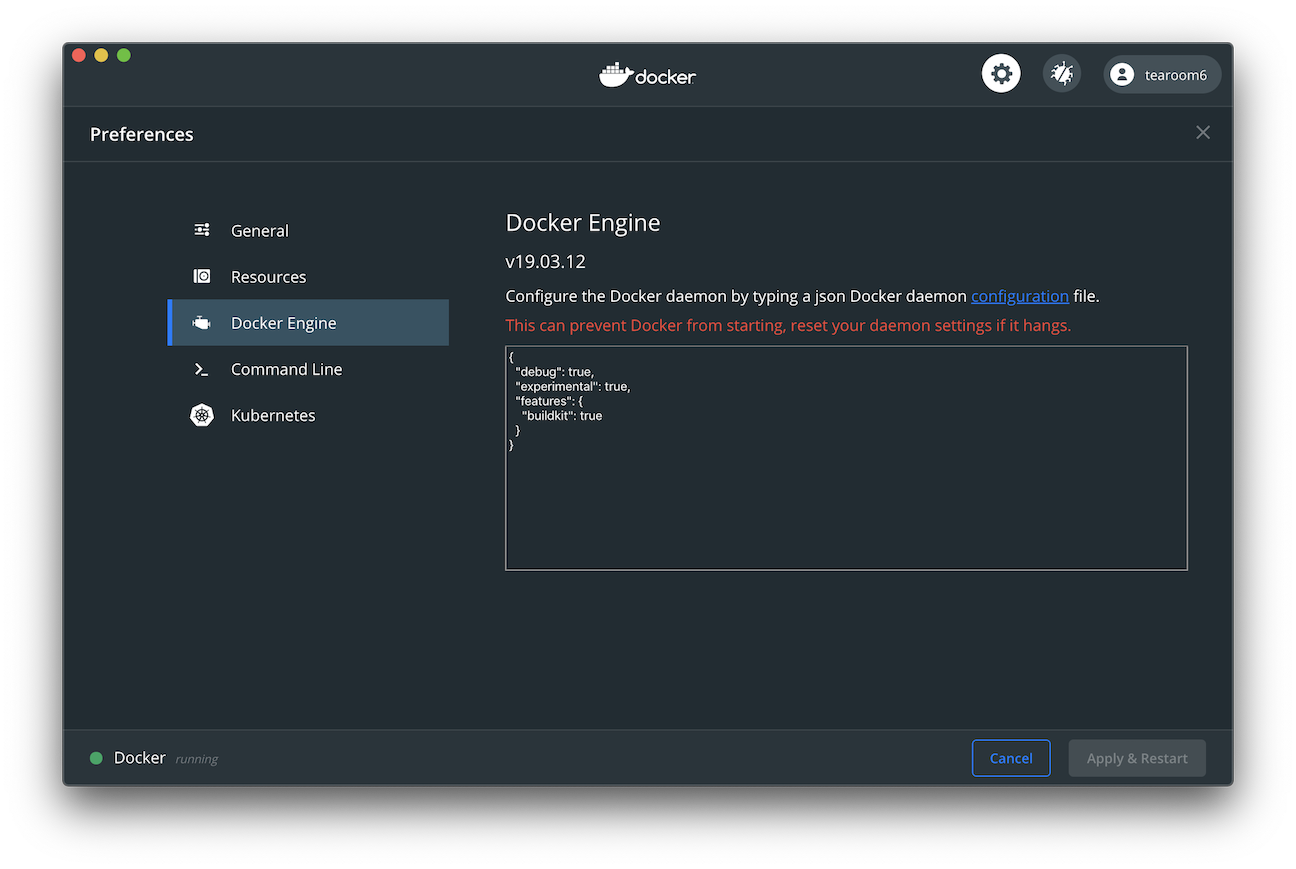 docker
tearoom6
Preferences
General
Resources
Docker Engine
Command Line
Kubernetes
Docker Engine
v19.03.12
Configure the Docker daemon by typing a json Docker daemon configuration file.
This can prevent Docker from starting, reset your daemon settings if it hangs.
{
  "debug": true,
  "experimental": true,
  "features": {
    "buildkit": true
  }
}
Docker running
Cancel
Apply & Restart